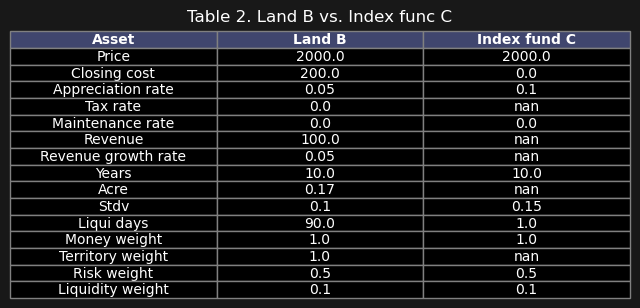 Table 2. Land B vs. Index func C
Asset Land B Index fund C
Price 2000.0 2000.0
Closing cost 200.0 0.0
Appreciation rate 0.05 0.1
Tax rate 0.0 nan
Maintenance rate 0.0 0.0
Revenue 100.0 nan
Revenue growth rate 0.05 nan
Years 10.0 10.0
Acre 0.17 nan
Stdv 0.1 0.15
Liqui days 90.0 1.0
Money weight 1.0 1.0
Territory weight 1.0 nan
Risk weight 0.5 0.5
Liquidity weight 0.1 0.1